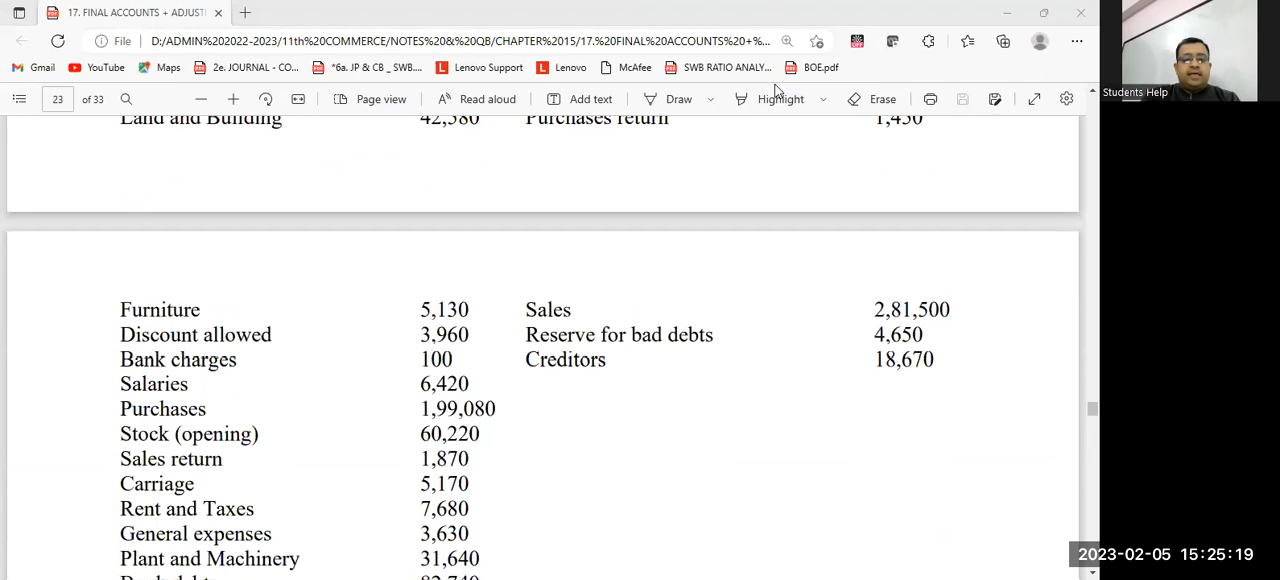 17. FINAL ACCOUNTS + ADJUST
File D:/ADMIN%202022-2023/11th%20COMMERCE/NOTES%20&%20QB/CHAPTER%2015/17.%20FINAL%20ACCOUNTS%20+%...
Gmail YouTube Maps 2e. JOURNAL - CO... *6a. JP & CB _ SWB.... Lenovo Support Lenovo McAfee SWB RATIO ANALY... BOE.pdf
23 of 33 Page view Read aloud Add text Draw Highlight Erase
Students Help
Land and Building 42,580 Purchases return 1,450
Furniture 5,130 Sales 2,81,500
Discount allowed 3,960 Reserve for bad debts 4,650
Bank charges 100 Creditors 18,670
Salaries 6,420
Purchases 1,99,080
Stock (opening) 60,220
Sales return 1,870
Carriage 5,170
Rent and Taxes 7,680
General expenses 3,630
Plant and Machinery 31,640
2023-02-05 15:25:19